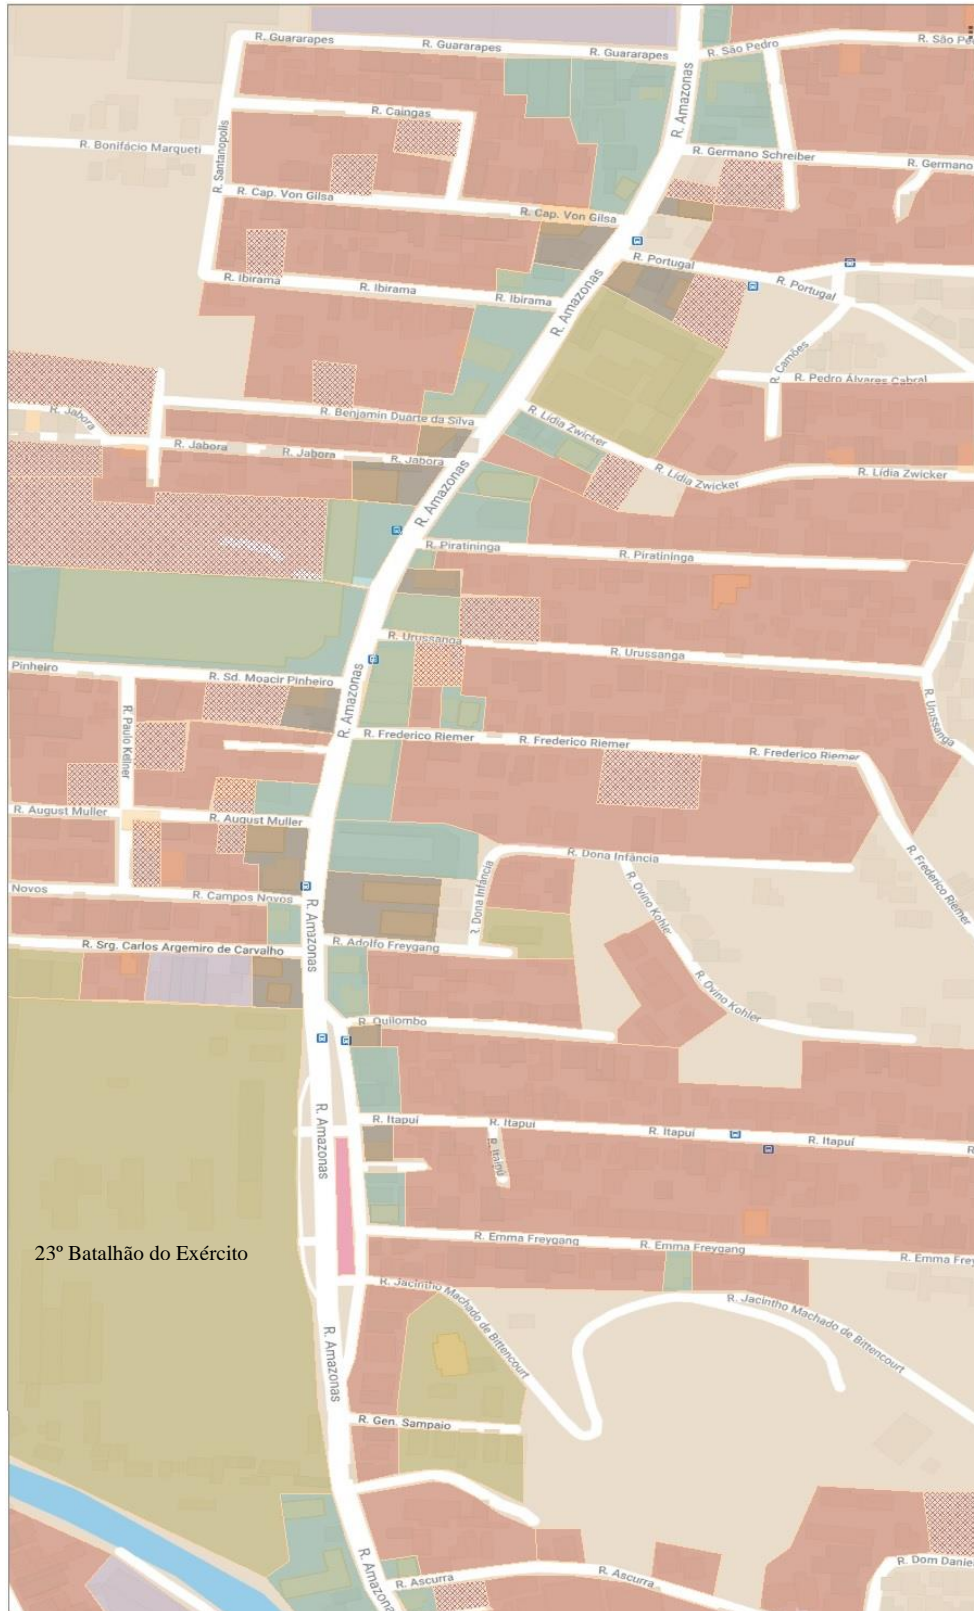 R. Guararapes
R. Guararapes
R. Guararapes
R. São Pedro
R. São Pe
R. Amazonas
R. Caingas
R. Bonifácio Marqueti
R. Santanopolis
R. Germano Schreiber
R. Germano
R. Cap. Von Gilsa
R. Cap. Von Gilsa
R. Portugal
R. Portugal
R. Ibirama
R. Ibirama
R. Ibirama
R. Amazonas
R. Camões
R. Pedro Álvares Cabral
R. Jabora
R. Benjamin Duarte da Silva
R. Lídia Zwicker
R. Jabora
R. Jabora
R. Jabora
R. Lídia Zwicker
R. Lídia Zwicker
R. Amazonas
R. Piratininga
R. Piratininga
R. Urussanga
R. Urussanga
Pinheiro
R. Sd. Moacir Pinheiro
R. Amazonas
R. Urussanga
R. Paulo Kellner
R. Frederico Riemer
R. Frederico Riemer
R. Frederico Riemer
R. August Muller
R. August Muller
R. Dona Infância
R. Frederico Riemer
Novos
R. Campos Novos
R. Dona Infância
R. Ovino Kohler
R. Amazonas
R. Srg. Carlos Argemiro de Carvalho
R. Adolfo Freygang
R. Ovino Kohler
R. Quilombo
R. Amazonas
R. Itapuí
R. Itapuí
R. Itapuí
R. Itapuí
R.
R. Itapuí
23º Batalhão do Exército
R. Emma Freygang
R. Emma Freygang
R. Emma Frey
R. Jacintho Machado de Bittencourt
R. Jacintho Machado de Bittencourt
R. Amazonas
R. Gen. Sampaio
R. Amazona
R. Ascurra
R. Ascurra
R. Dom Danie